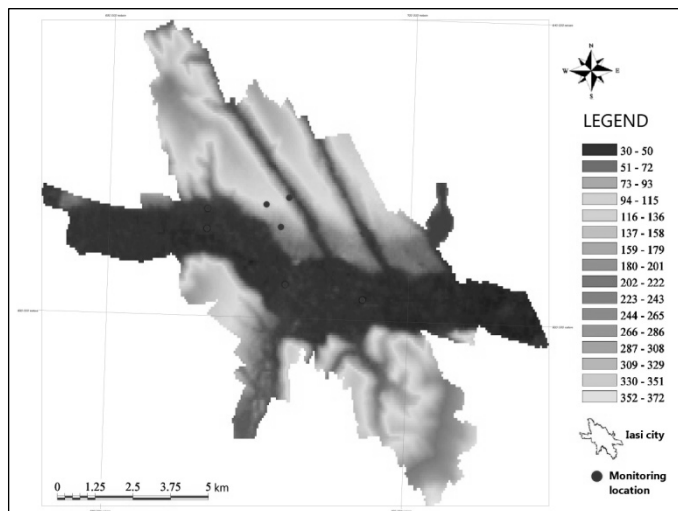 N
W E
S
LEGEND
30 - 50
51 - 72
73 - 93
94 - 115
116 - 136
137 - 158
159 - 179
180 - 201
202 - 222
223 - 243
244 - 265
266 - 286
287 - 308
309 - 329
330 - 351
352 - 372
Iasi city
Monitoring
location
0 1.25 2.5 3.75 5 km